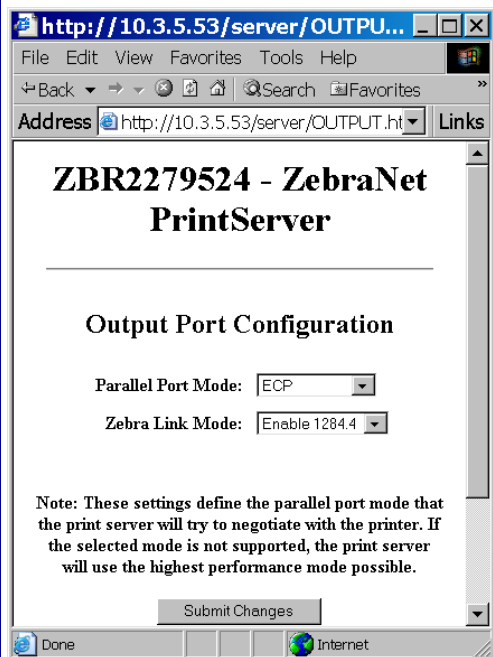 http://10.3.5.53/server/OUTPU...
File Edit View Favorites Tools Help
Back Search Favorites »
Address http://10.3.5.53/server/OUTPUT.ht Links
ZBR2279524 - ZebraNet
PrintServer
Output Port Configuration
Parallel Port Mode: ECP
Zebra Link Mode: Enable 1284.4
Note: These settings define the parallel port mode that
the print server will try to negotiate with the printer. If
the selected mode is not supported, the print server
will use the highest performance mode possible.
Submit Changes
Done Internet